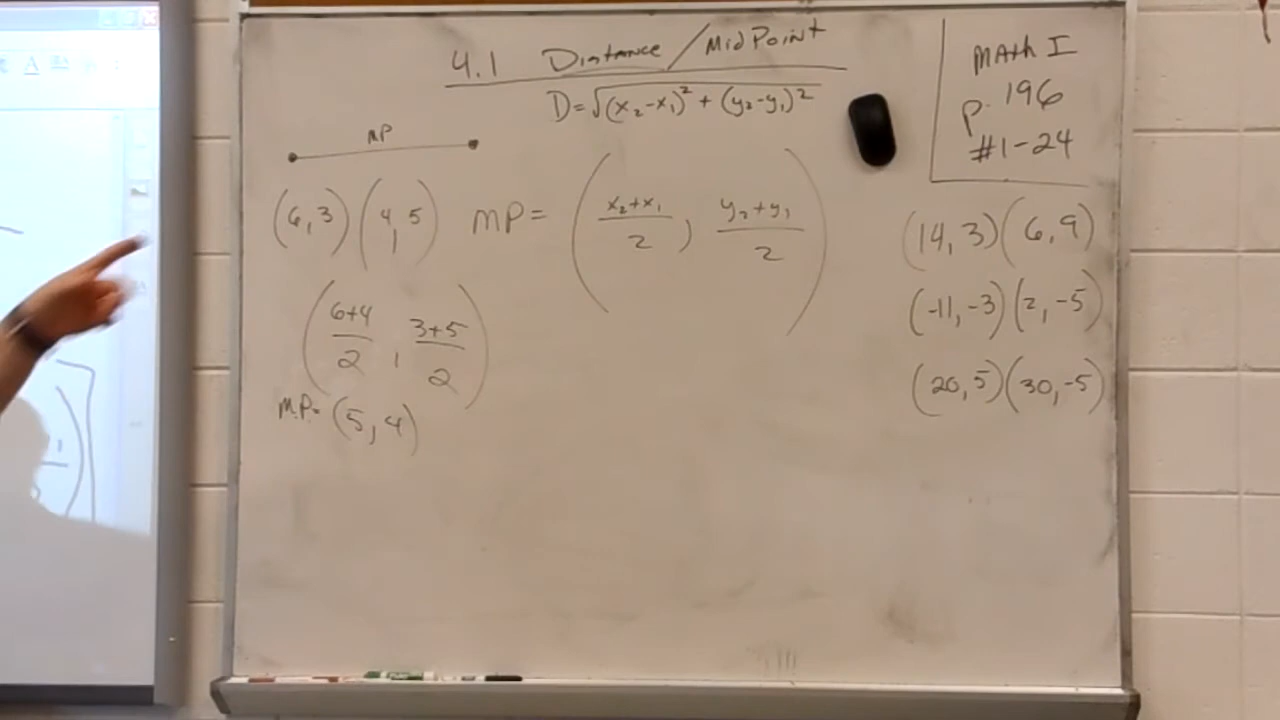 4.1 Distance / MidPoint
D=√(x₂-x₁)² + (y₂-y₁)²
MP
(6,3)(4,5)
MP= (x₂+x₁/2, y₂+y₁/2)
(6+4/2, 3+5/2)
M.P.= (5,4)
MAth I
p. 196
#1-24
(14,3)(6,9)
(-11,-3)(2,-5)
(20,5)(30,-5)